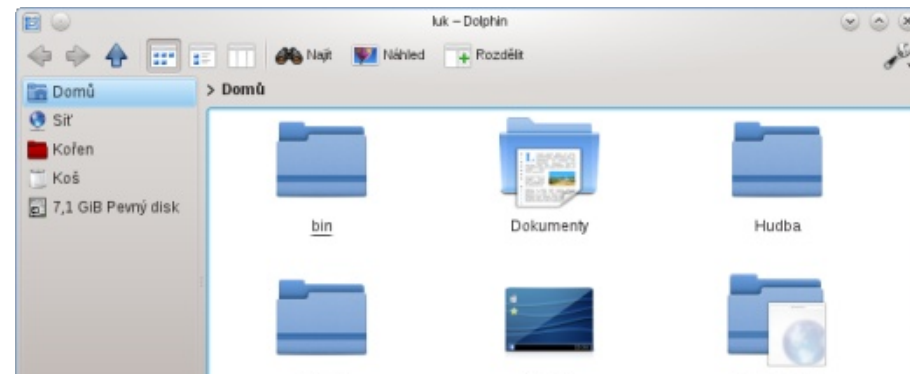 luk – Dolphin
Najít Náhled Rozdělit
Domů
Síť
Kořen
Koš
7,1 GiB Pevný disk
> Domů
bin Dokumenty Hudba